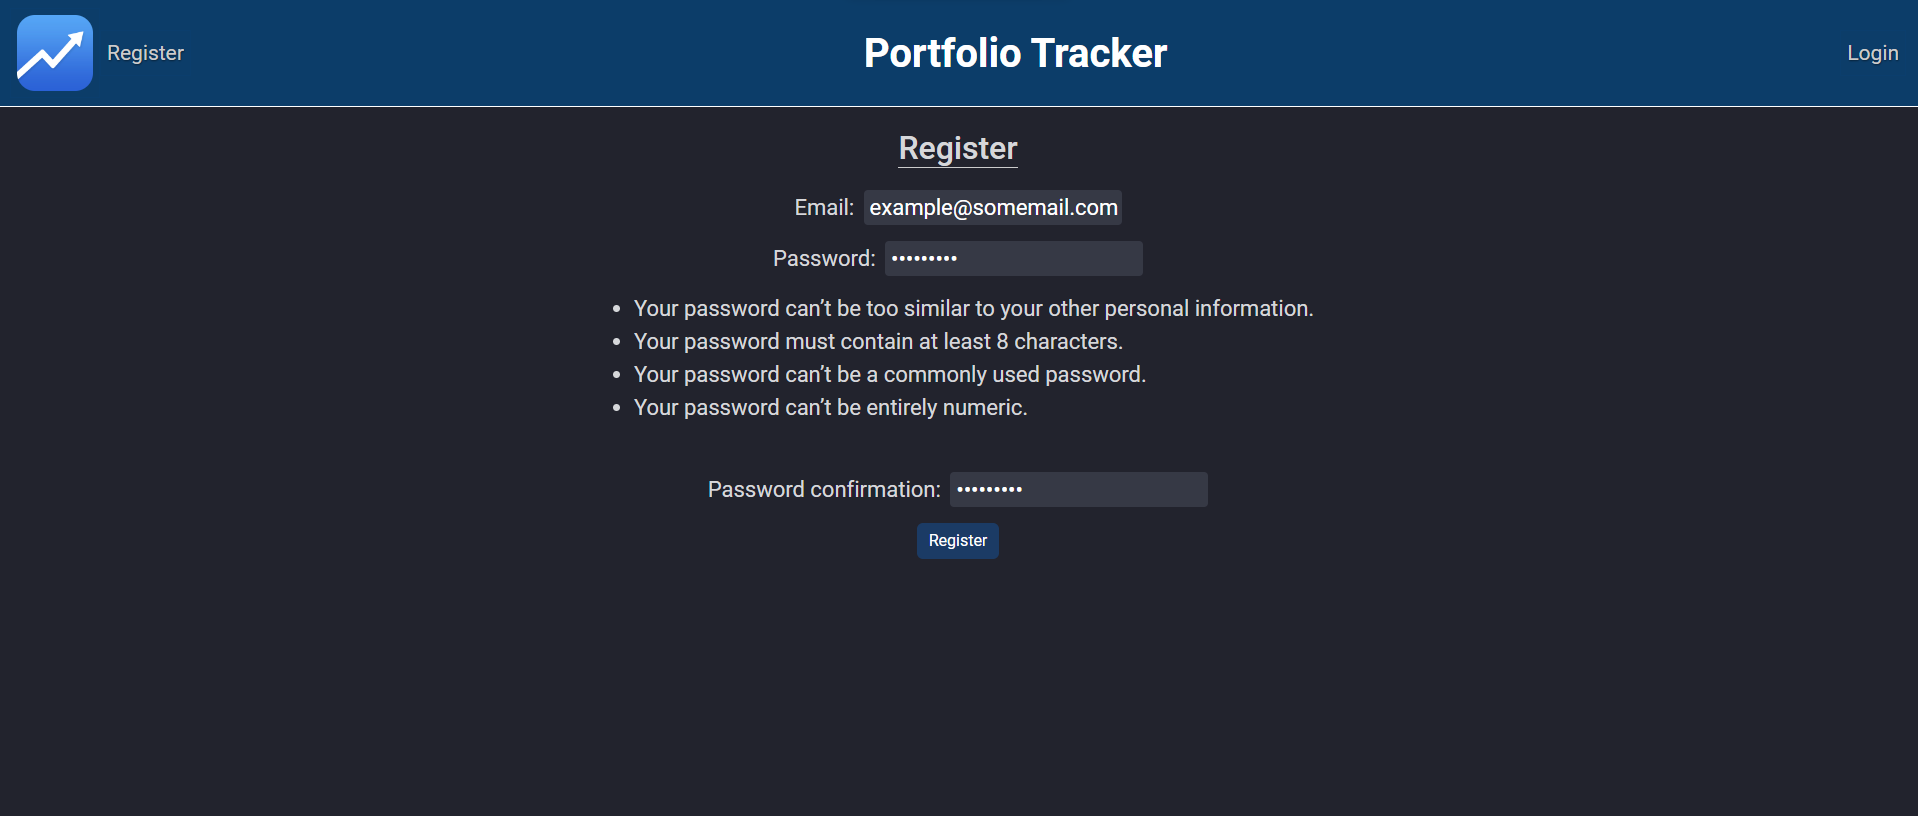 Register
Portfolio Tracker
Login
Register
Email: example@somemail.com
Password: •••••••••
• Your password can’t be too similar to your other personal information.
• Your password must contain at least 8 characters.
• Your password can’t be a commonly used password.
• Your password can’t be entirely numeric.
Password confirmation: •••••••••
Register